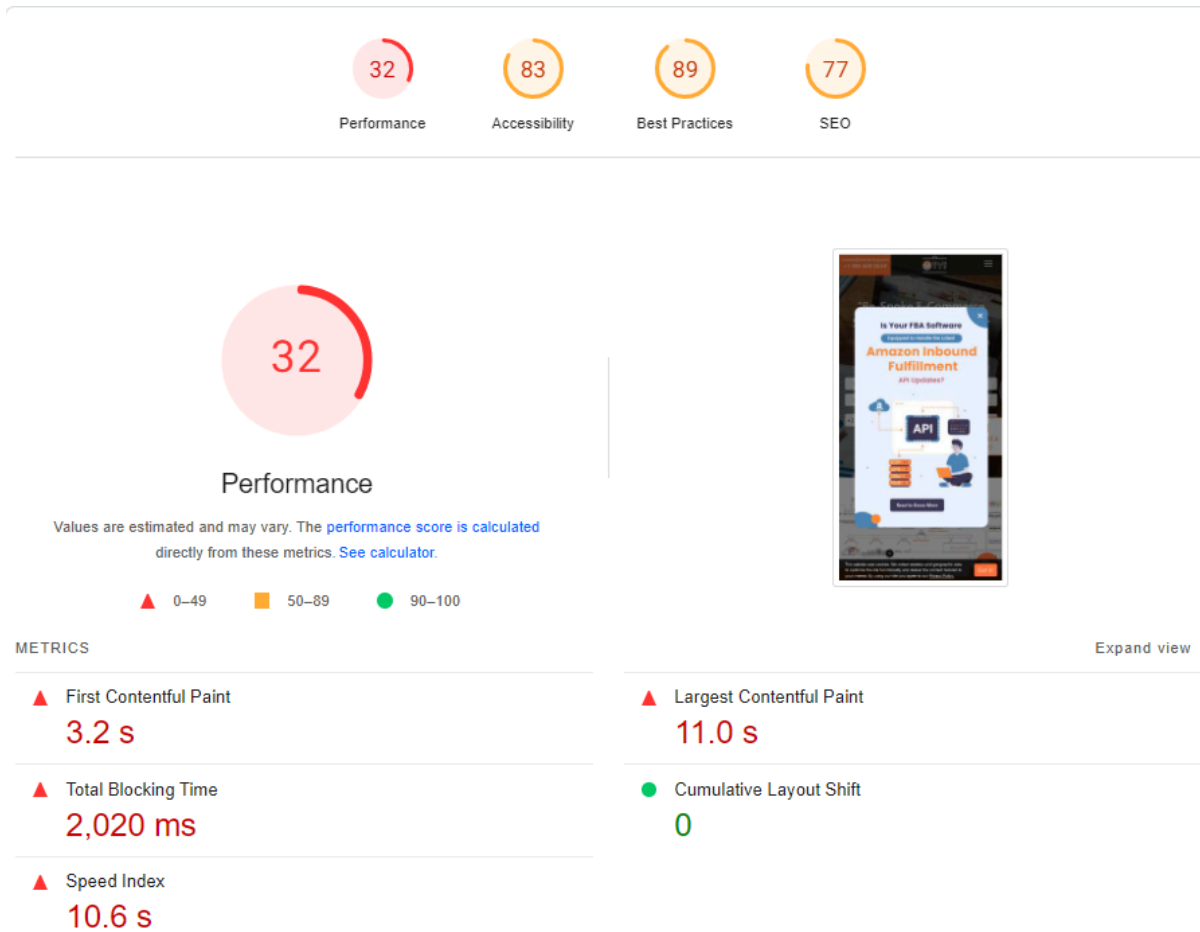 32
83
89
77
Performance
Accessibility
Best Practices
SEO
32
Performance
Values are estimated and may vary. The performance score is calculated
directly from these metrics. See calculator.
0–49
50–89
90–100
Is Your FBA Software
Amazon Inbound
Fulfillment
API Updates?
API
METRICS
Expand view
First Contentful Paint
3.2 s
Largest Contentful Paint
11.0 s
Total Blocking Time
2,020 ms
Cumulative Layout Shift
0
Speed Index
10.6 s